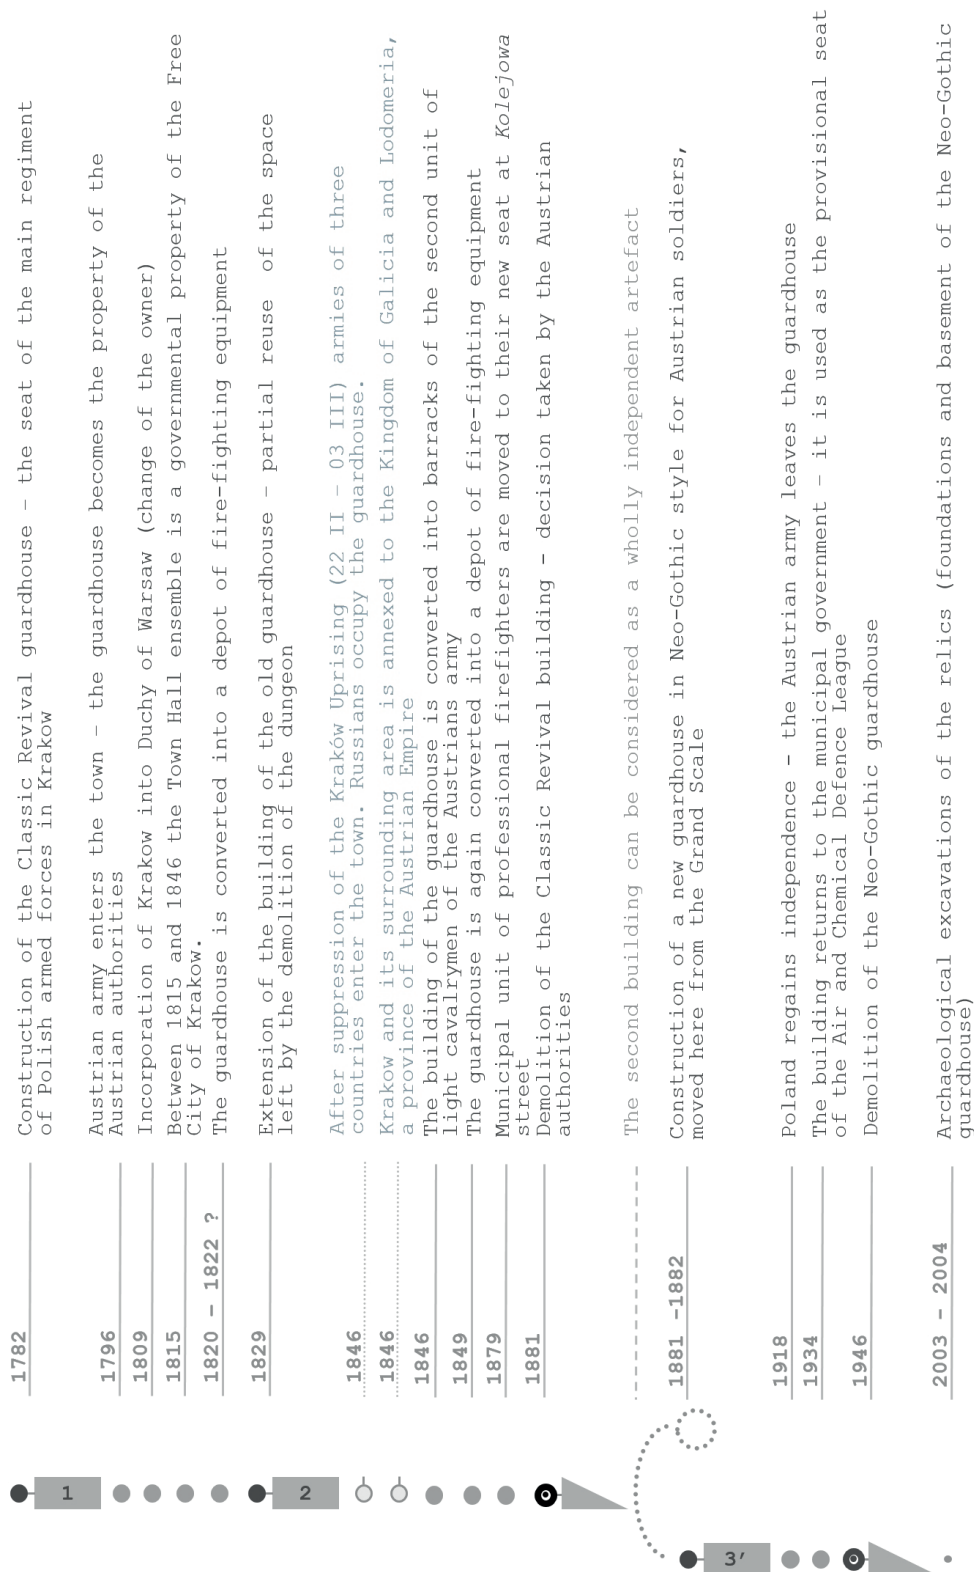 1782
Construction of the Classic Revival guardhouse – the seat of the main regiment
of Polish armed forces in Krakow
1796
Austrian army enters the town – the guardhouse becomes the property of the
Austrian authorities
1809
Incorporation of Krakow into Duchy of Warsaw (change of the owner)
1815
Between 1815 and 1846 the Town Hall ensemble is a governmental property of the Free
City of Krakow.
1820 – 1822 ?
The guardhouse is converted into a depot of fire-fighting equipment
1829
Extension of the building of the old guardhouse – partial reuse of the space
left by the demolition of the dungeon
1846
After suppression of the Kraków Uprising (22 II – 03 III) armies of three
countries enter the town. Russians occupy the guardhouse.
1846
Krakow and its surrounding area is annexed to the Kingdom of Galicia and Lodomeria,
a province of the Austrian Empire
1846
The building of the guardhouse is converted into barracks of the second unit of
light cavalrymen of the Austrians army
1849
The guardhouse is again converted into a depot of fire-fighting equipment
1879
Municipal unit of professional firefighters are moved to their new seat at Kolejowa
street
1881
Demolition of the Classic Revival building – decision taken by the Austrian
authorities
The second building can be considered as a wholly independent artefact
1881 -1882
Construction of a new guardhouse in Neo-Gothic style for Austrian soldiers,
moved here from the Grand Scale
1918
Poland regains independence – the Austrian army leaves the guardhouse
1934
The building returns to the municipal government – it is used as the provisional seat
of the Air and Chemical Defence League
1946
Demolition of the Neo-Gothic guardhouse
2003 – 2004
Archaeological excavations of the relics (foundations and basement of the Neo-Gothic
guardhouse)
1
2
3′